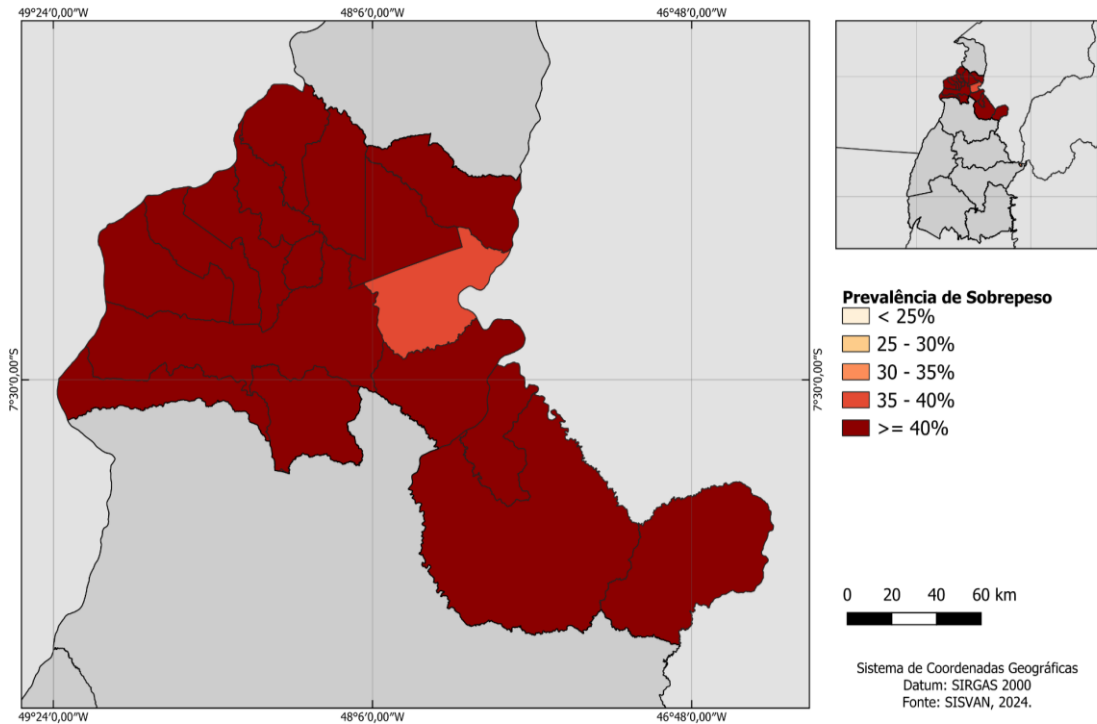 49°24'0,00"W
48°6'0,00"W
46°48'0,00"W
7°30'0,00"S
7°30'0,00"S
49°24'0,00"W
48°6'0,00"W
46°48'0,00"W
Prevalência de Sobrepeso
< 25%
25 - 30%
30 - 35%
35 - 40%
>= 40%
0 20 40 60 km
Sistema de Coordenadas Geográficas
Datum: SIRGAS 2000
Fonte: SISVAN, 2024.